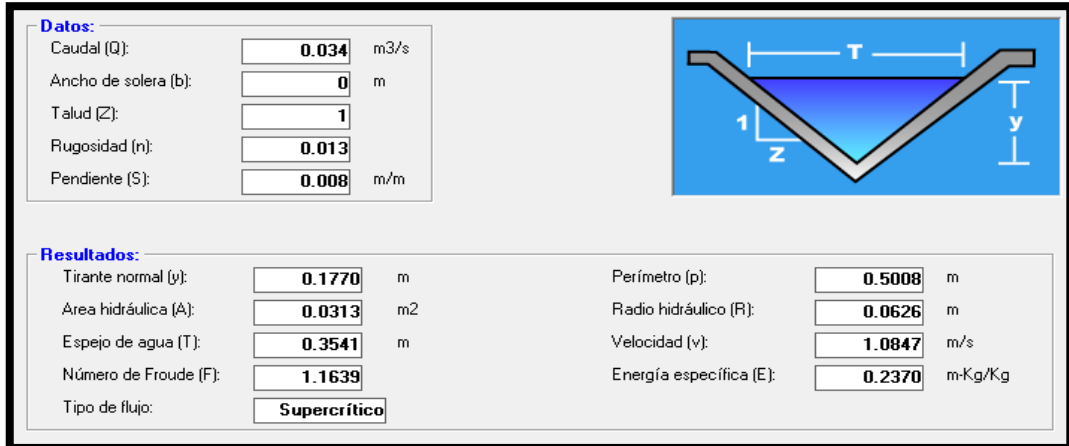 Datos:
Caudal (Q): 0.034 m3/s
Ancho de solera (b): 0 m
Talud (Z): 1
Rugosidad (n): 0.013
Pendiente (S): 0.008 m/m
T
1
Z
y
Resultados:
Tirante normal (y): 0.1770 m Perímetro (p): 0.5008 m
Area hidráulica (A): 0.0313 m2 Radio hidráulico (R): 0.0626 m
Espejo de agua (T): 0.3541 m Velocidad (v): 1.0847 m/s
Número de Froude (F): 1.1639 Energía específica (E): 0.2370 m-Kg/Kg
Tipo de flujo: Supercrítico